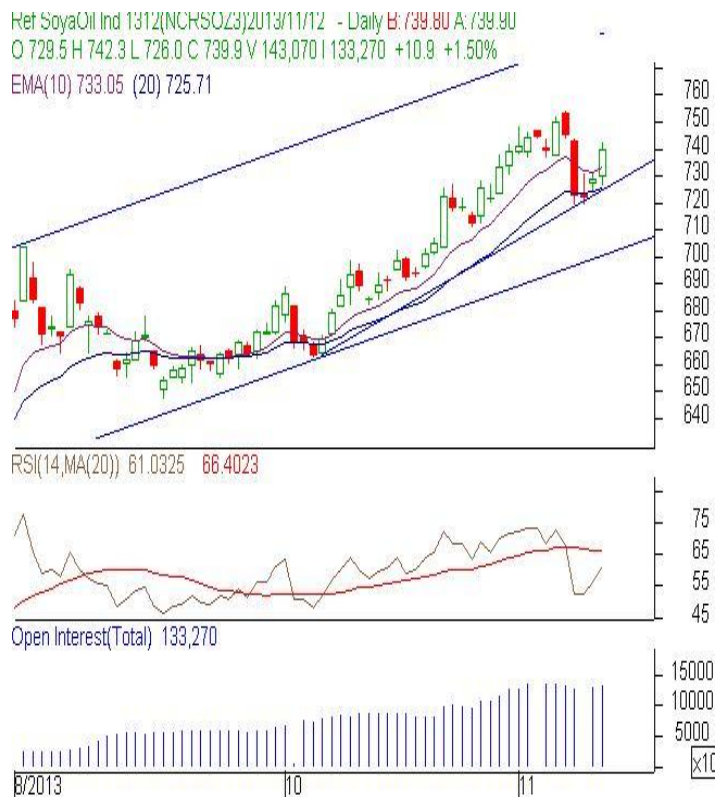 Ref SoyaOil Ind 1312(NCRSOZ3)2013/11/12 - Daily B:739.80 A:739.90
O 729.5 H 742.3 L 726.0 C 739.9 V 143,070 I 133,270 +10.9 +1.50%
EMA(10) 733.05 (20) 725.71
760
750
740
730
720
710
700
690
680
670
660
650
640
RSI(14,MA(20)) 61.0325 66.4023
75
65
55
45
Open Interest(Total) 133,270
15000
10000
5000
x10
8/2013 10 11